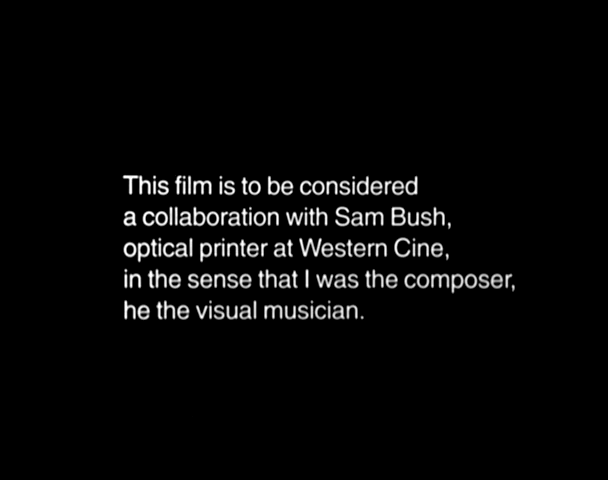 This film is to be considered
a collaboration with Sam Bush,
optical printer at Western Cine,
in the sense that I was the composer,
he the visual musician.